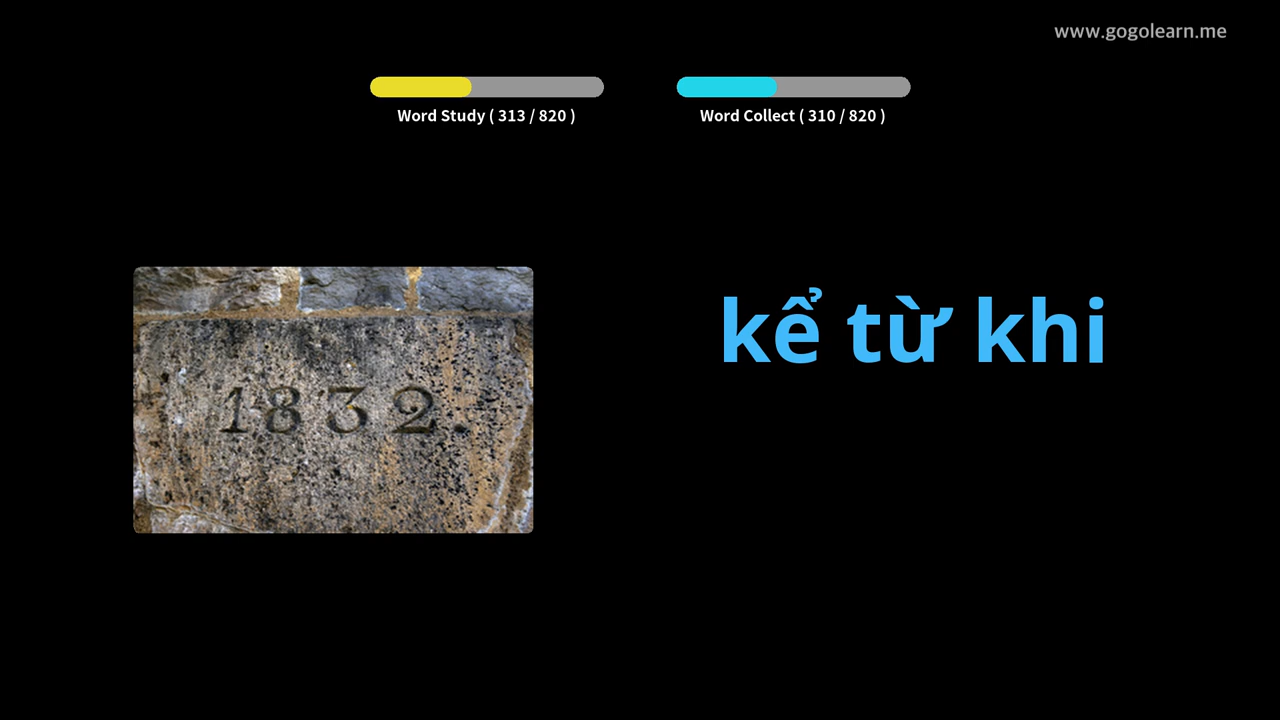 www.gogolearn.me
Word Study ( 313 / 820 )
Word Collect ( 310 / 820 )
kể từ khi
1832.